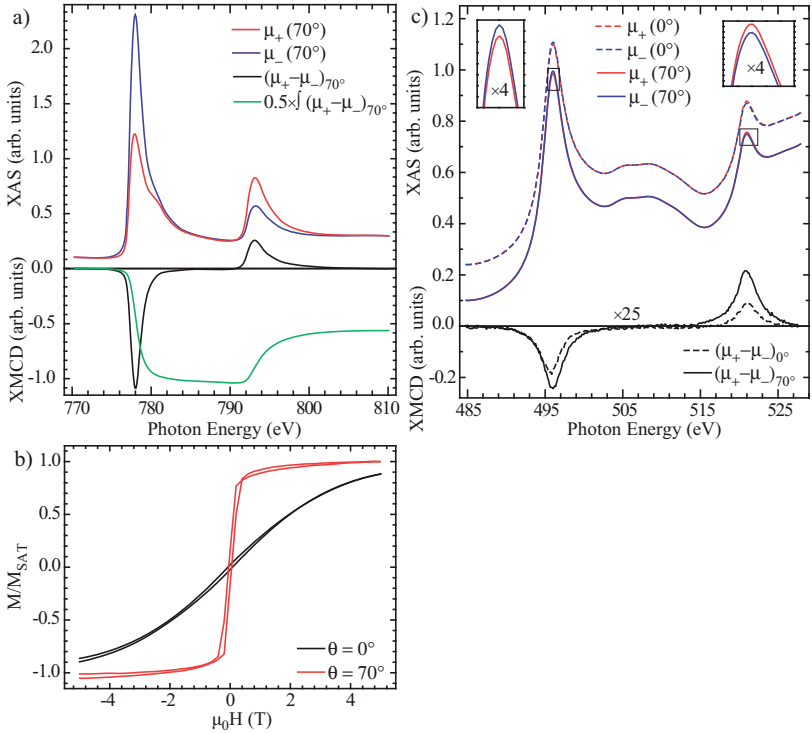 a)
μ₊ (70°)
μ₋ (70°)
(μ₊−μ₋)₇₀°
0.5×∫ (μ₊−μ₋)₇₀°
XAS (arb. units)
2.0
1.5
1.0
0.5
0.0
XMCD (arb. units)
-0.5
-1.0
770
780
790
800
810
Photon Energy (eV)
b)
M/M_SAT
1.0
0.5
0.0
-0.5
-1.0
θ = 0°
θ = 70°
-4
-2
0
2
4
μ₀H (T)
c)
×4
μ₊ (0°)
μ₋ (0°)
μ₊ (70°)
μ₋ (70°)
×4
XAS (arb. units)
1.2
1.0
0.8
0.6
0.4
0.2
0.0
×25
XMCD (arb. units)
-0.2
(μ₊−μ₋)₀°
(μ₊−μ₋)₇₀°
485
495
505
515
525
Photon Energy (eV)